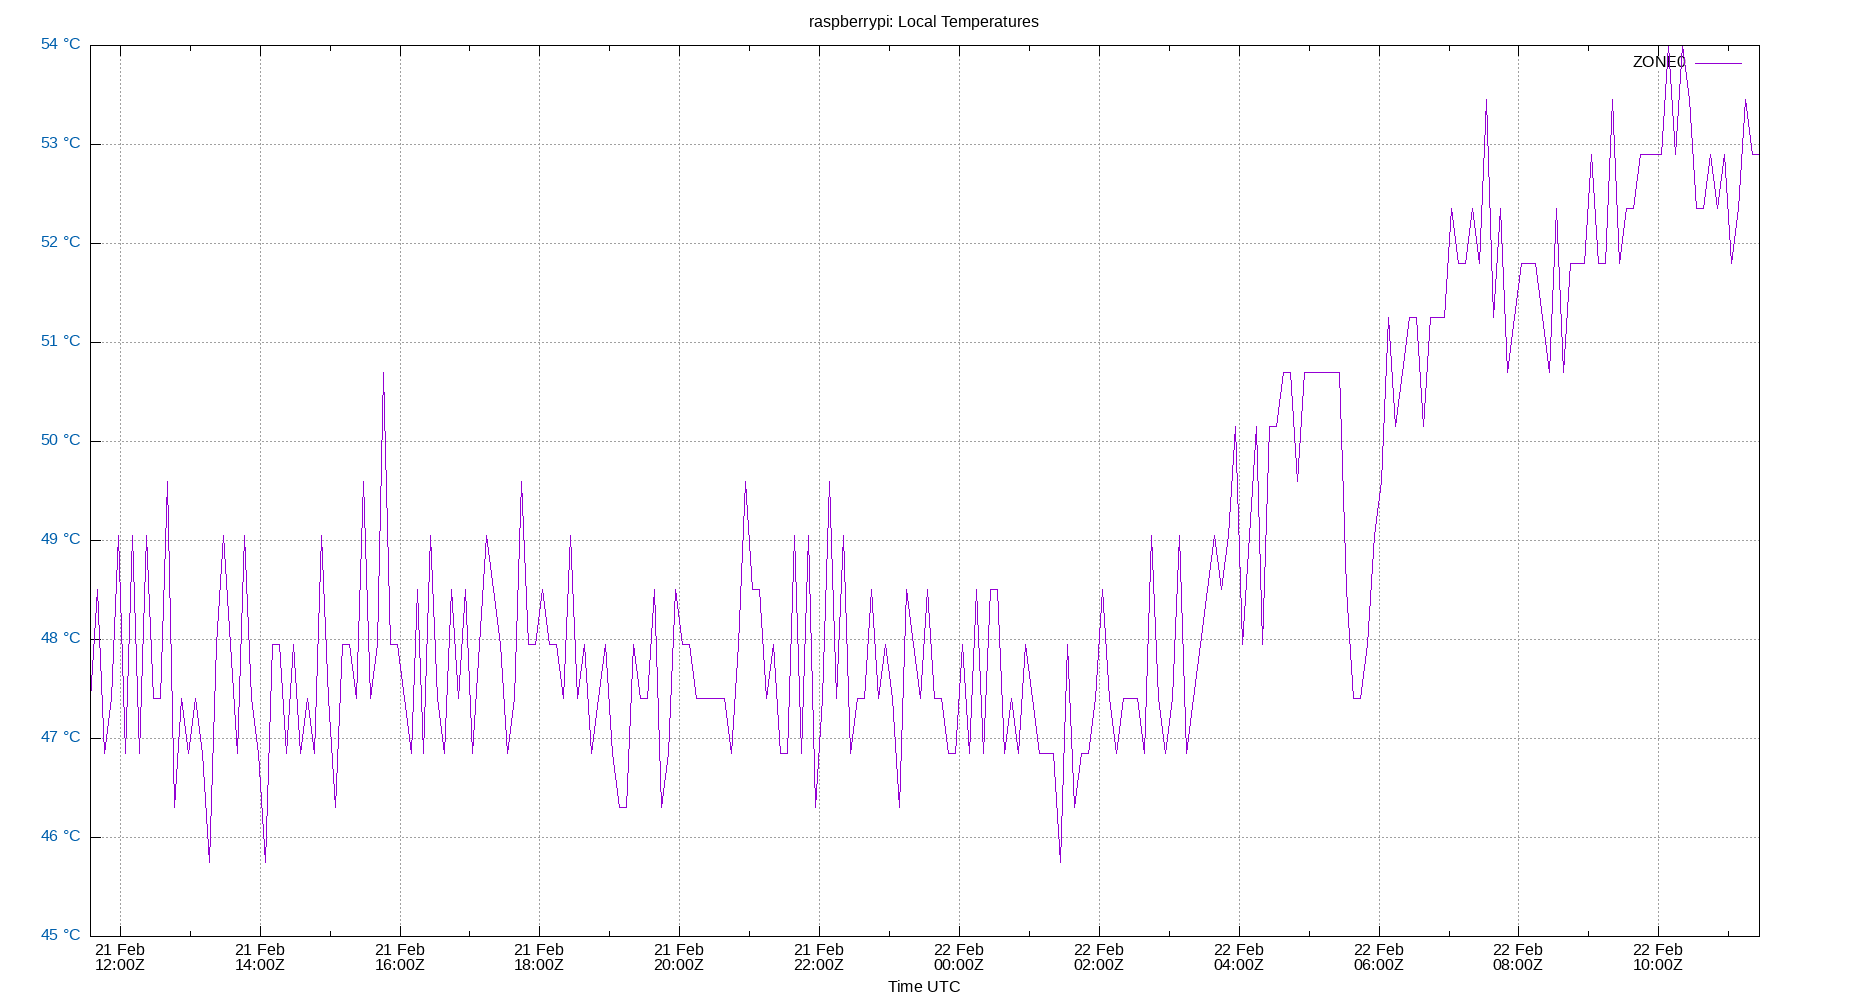 raspberrypi: Local Temperatures
54 °C
ZONE0
53 °C
52 °C
51 °C
50 °C
49 °C
48 °C
47 °C
46 °C
45 °C
21 Feb 21 Feb 21 Feb 21 Feb 21 Feb 21 Feb 22 Feb 22 Feb 22 Feb 22 Feb 22 Feb 22 Feb
12:00Z 14:00Z 16:00Z 18:00Z 20:00Z 22:00Z 00:00Z 02:00Z 04:00Z 06:00Z 08:00Z 10:00Z
Time UTC